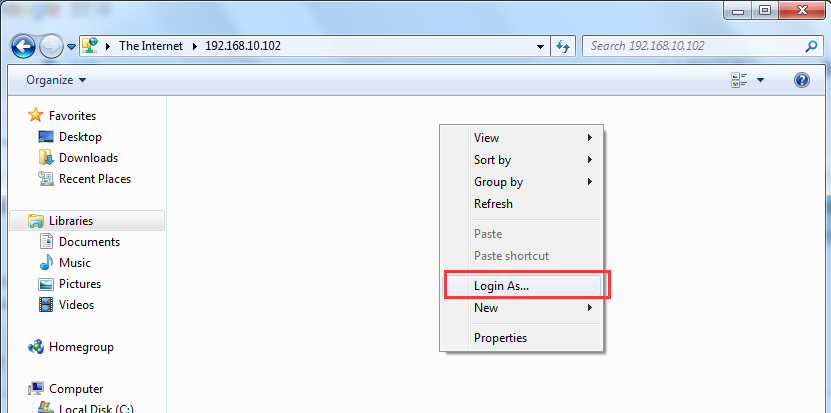 The Internet 192.168.10.102
Search 192.168.10.102
Organize
Favorites
Desktop
Downloads
Recent Places
Libraries
Documents
Music
Pictures
Videos
Homegroup
Computer
Local Disk (C:)
View
Sort by
Group by
Refresh
Paste
Paste shortcut
Login As...
New
Properties